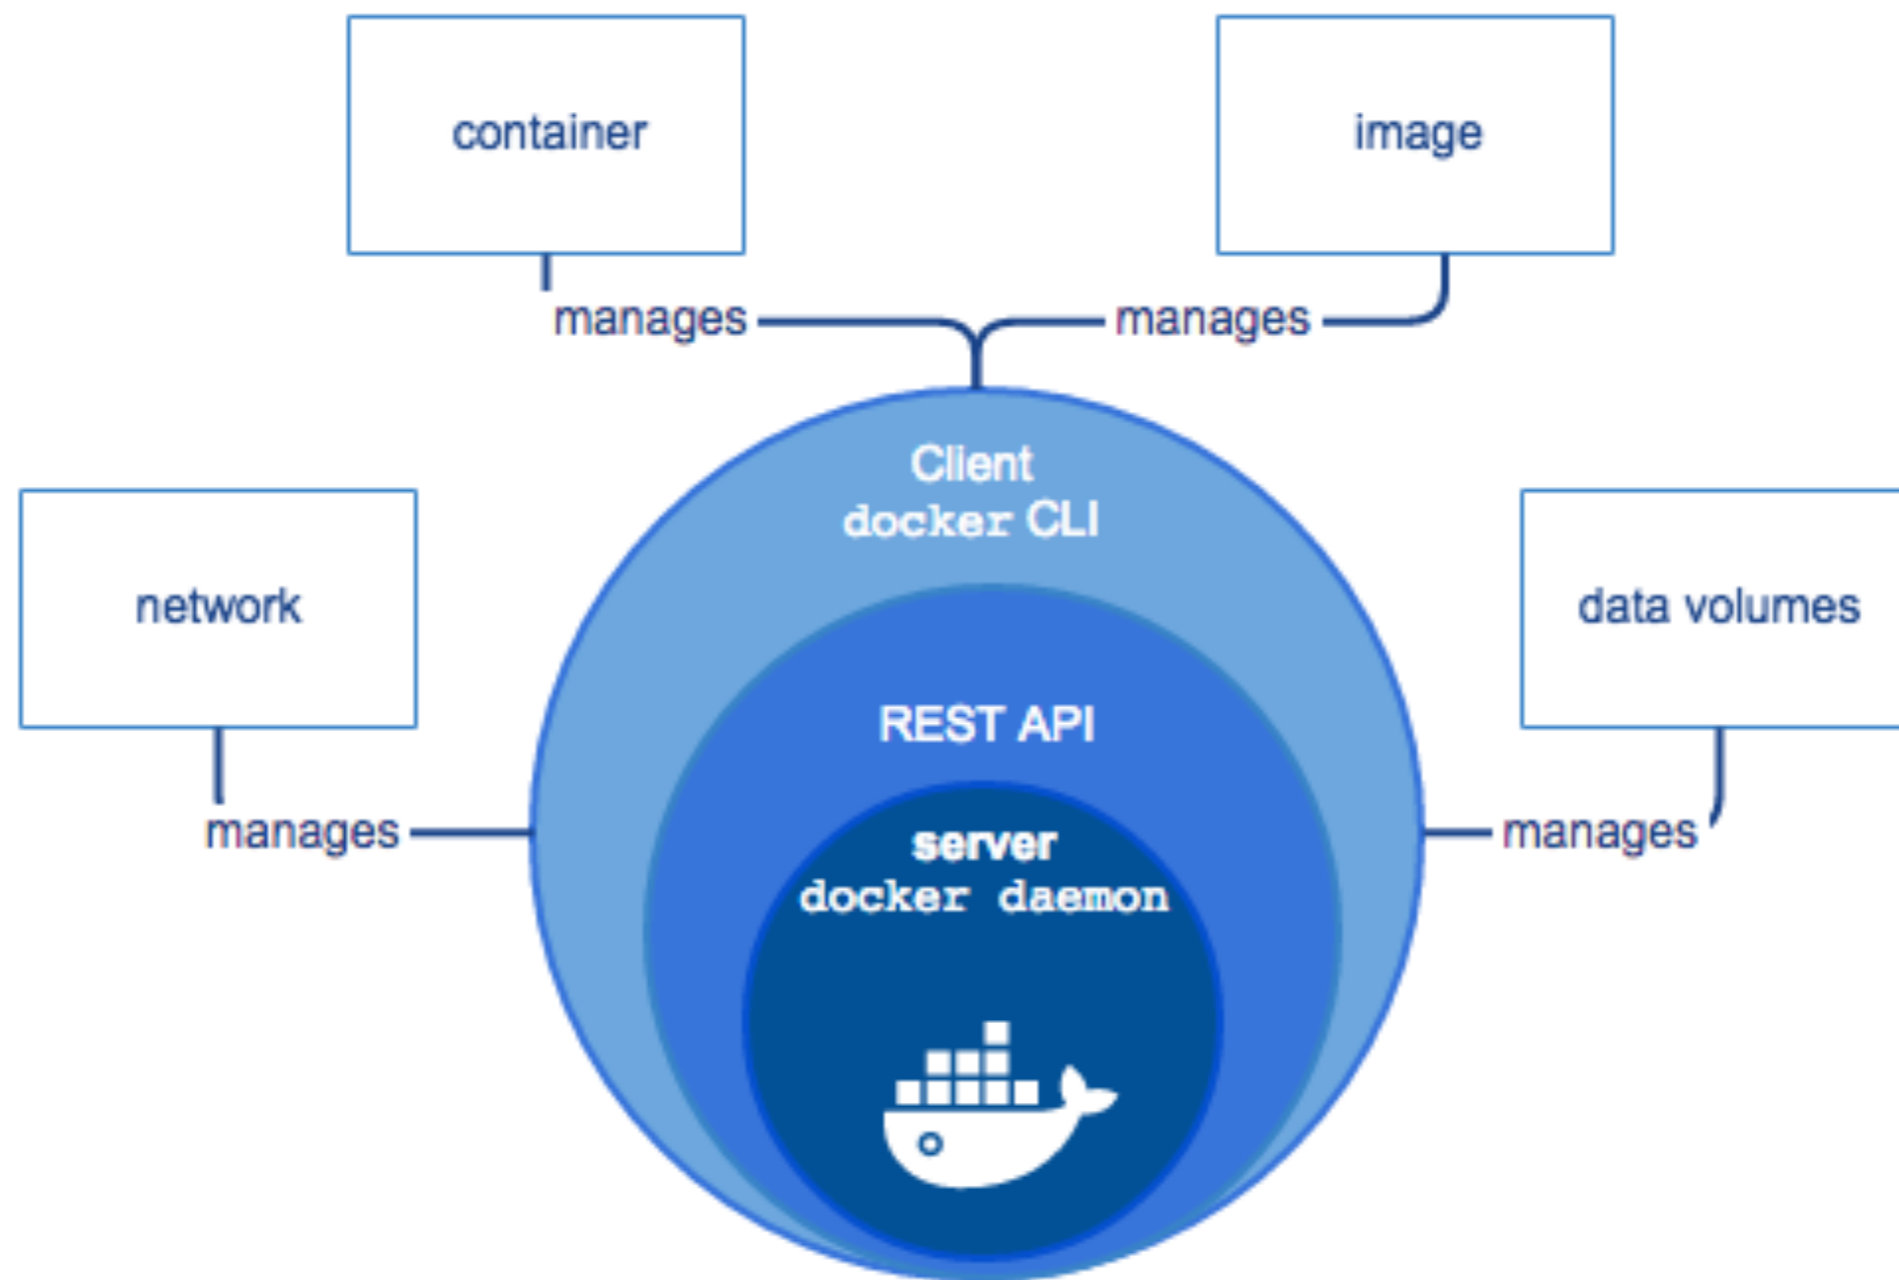 container
image
manages
manages
Client
docker CLI
network
data volumes
REST API
manages
manages
server
docker daemon